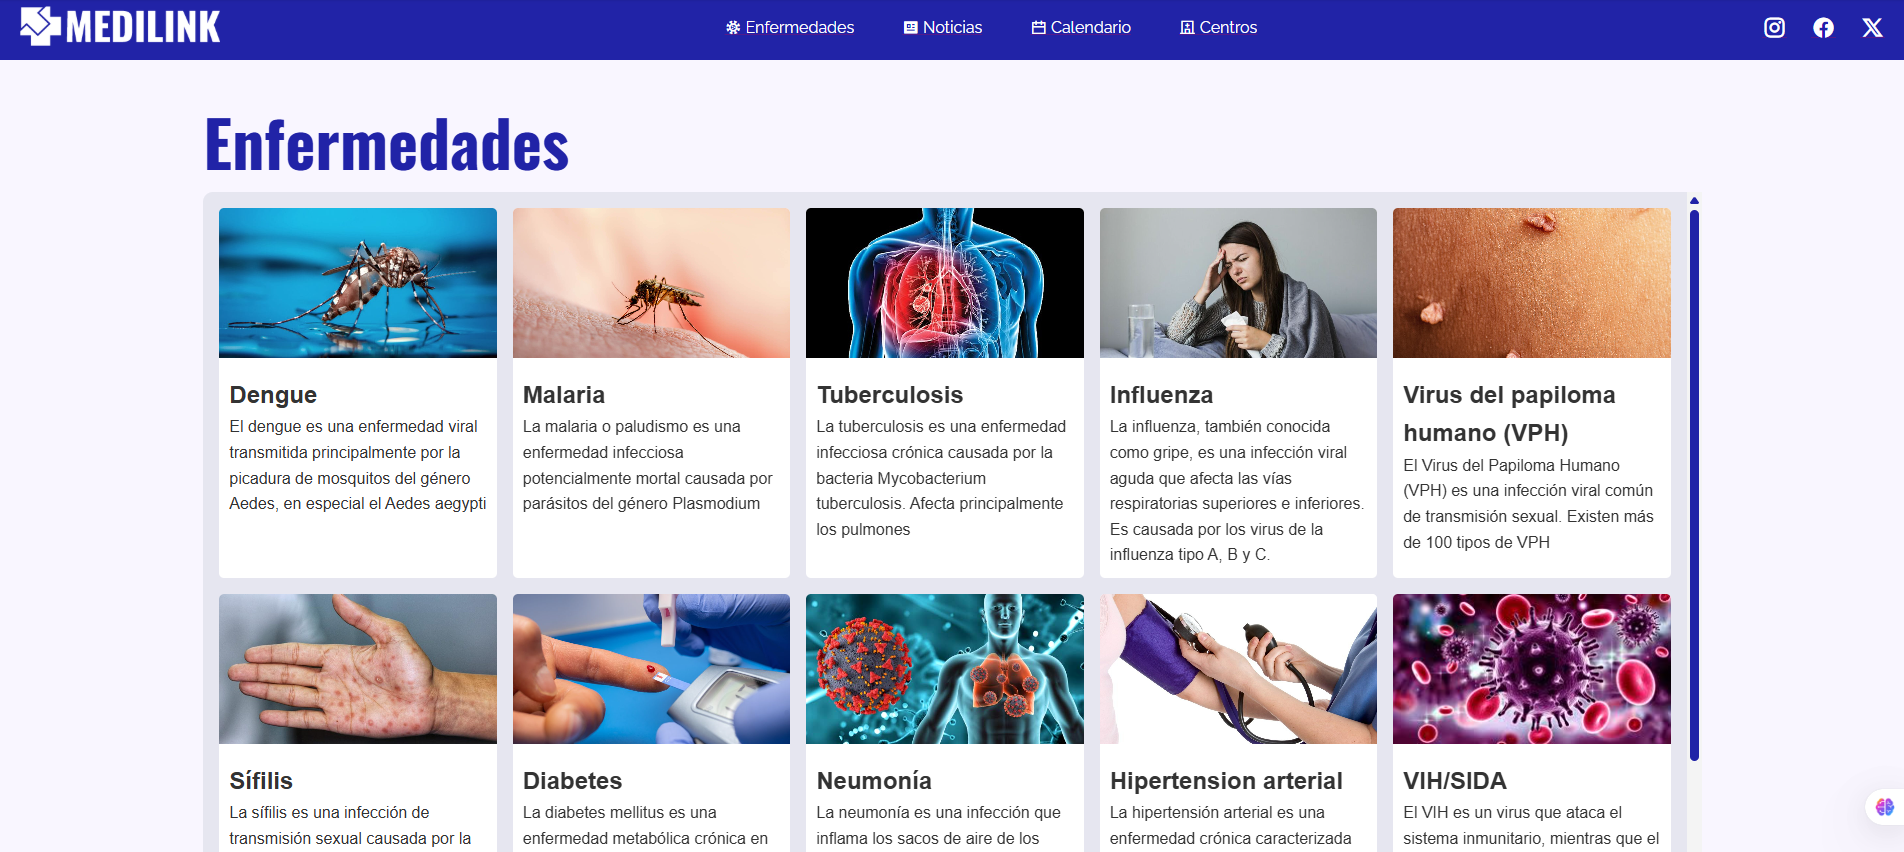 MEDILINK
Enfermedades
Noticias
Calendario
Centros
Enfermedades
Dengue
El dengue es una enfermedad viral
transmitida principalmente por la
picadura de mosquitos del género
Aedes, en especial el Aedes aegypti
Malaria
La malaria o paludismo es una
enfermedad infecciosa
potencialmente mortal causada por
parásitos del género Plasmodium
Tuberculosis
La tuberculosis es una enfermedad
infecciosa crónica causada por la
bacteria Mycobacterium
tuberculosis. Afecta principalmente
los pulmones
Influenza
La influenza, también conocida
como gripe, es una infección viral
aguda que afecta las vías
respiratorias superiores e inferiores.
Es causada por los virus de la
influenza tipo A, B y C.
Virus del papiloma
humano (VPH)
El Virus del Papiloma Humano
(VPH) es una infección viral común
de transmisión sexual. Existen más
de 100 tipos de VPH
Sífilis
La sífilis es una infección de
transmisión sexual causada por la
Diabetes
La diabetes mellitus es una
enfermedad metabólica crónica en
Neumonía
La neumonía es una infección que
inflama los sacos de aire de los
Hipertension arterial
La hipertensión arterial es una
enfermedad crónica caracterizada
VIH/SIDA
El VIH es un virus que ataca el
sistema inmunitario, mientras que el